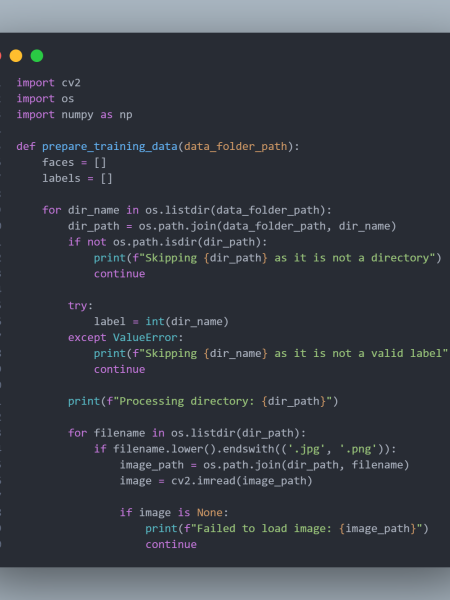 import cv2
import os
import numpy as np
def prepare_training_data(data_folder_path):
faces = []
labels = []
for dir_name in os.listdir(data_folder_path):
dir_path = os.path.join(data_folder_path, dir_name)
if not os.path.isdir(dir_path):
print(f"Skipping {dir_path} as it is not a directory")
continue
try:
label = int(dir_name)
except ValueError:
print(f"Skipping {dir_name} as it is not a valid label"
continue
print(f"Processing directory: {dir_path}")
for filename in os.listdir(dir_path):
if filename.lower().endswith(('.jpg', '.png')):
image_path = os.path.join(dir_path, filename)
image = cv2.imread(image_path)
if image is None:
print(f"Failed to load image: {image_path}")
continue